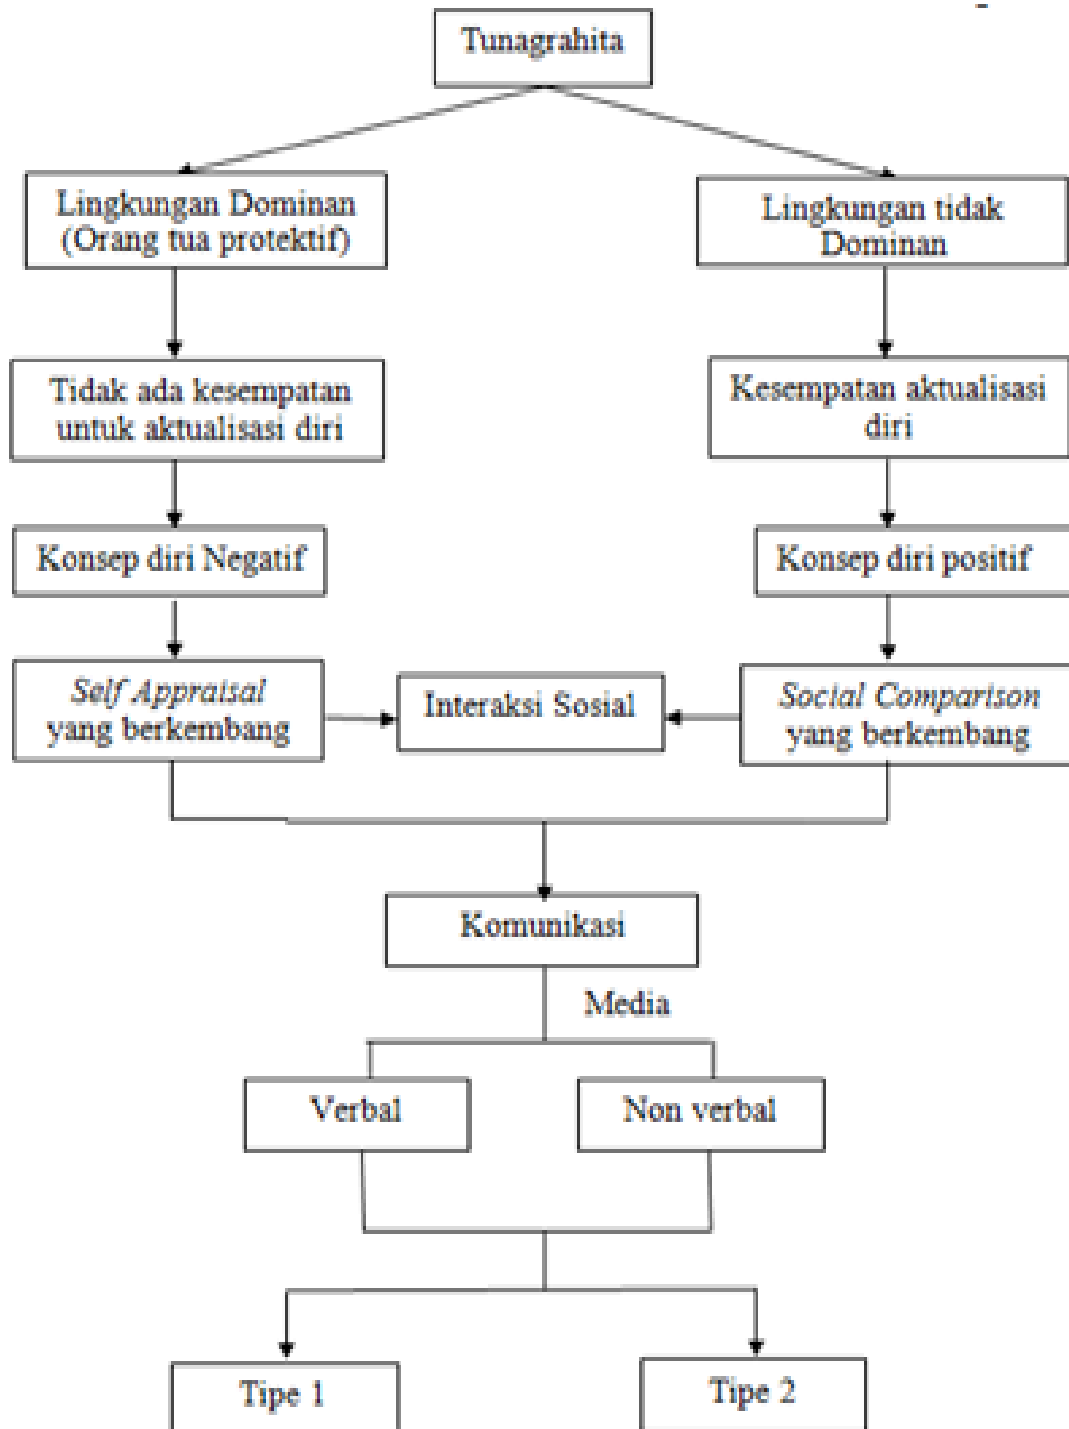 Tunagrahita
Lingkungan Dominan
(Orang tua protektif)
Lingkungan tidak
Dominan
Tidak ada kesempatan
untuk aktualisasi diri
Kesempatan aktualisasi
diri
Konsep diri Negatif
Konsep diri positif
Self Appraisal
yang berkembang
Interaksi Sosial
Social Comparison
yang berkembang
Komunikasi
Media
Verbal
Non verbal
Tipe 1
Tipe 2